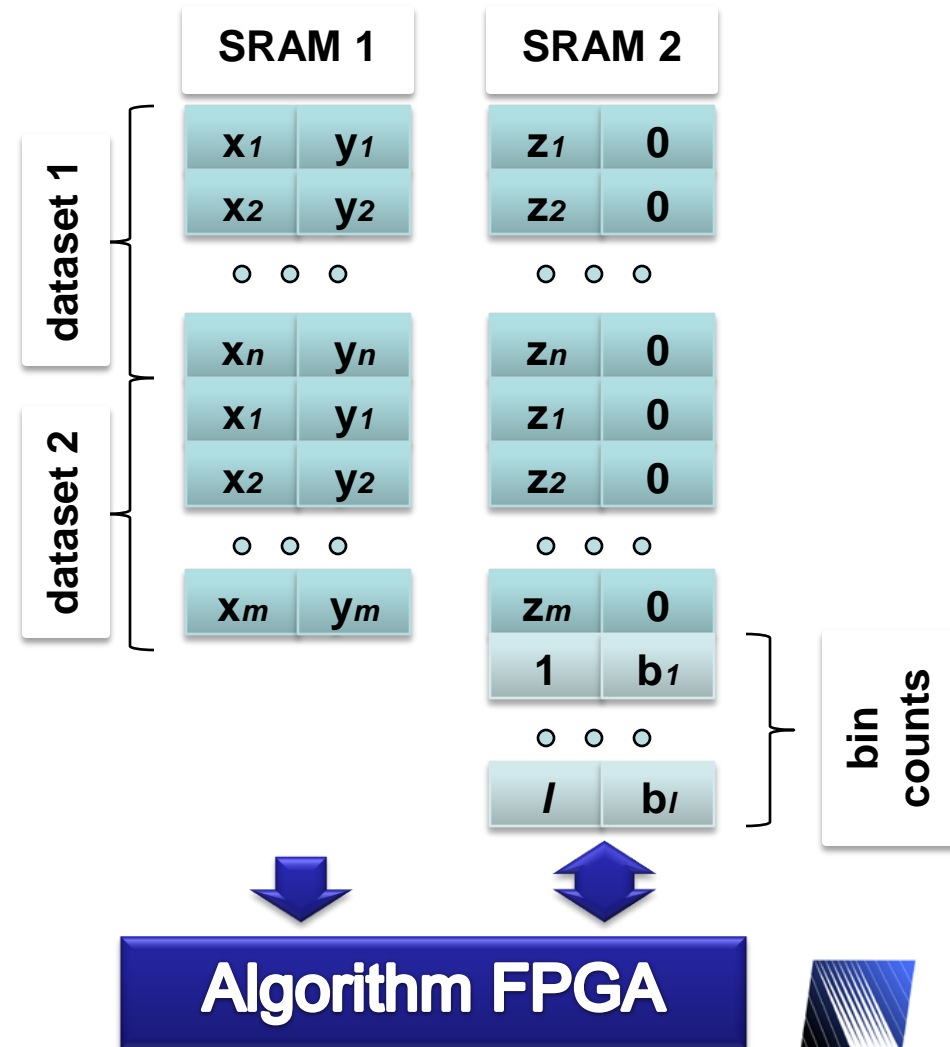 SRAM 1 SRAM 2
dataset 1
x1 y1 z1 0
x2 y2 z2 0
xn yn zn 0
dataset 2
x1 y1 z1 0
x2 y2 z2 0
xm ym zm 0
1 b1
l bl
bin
counts
Algorithm FPGA